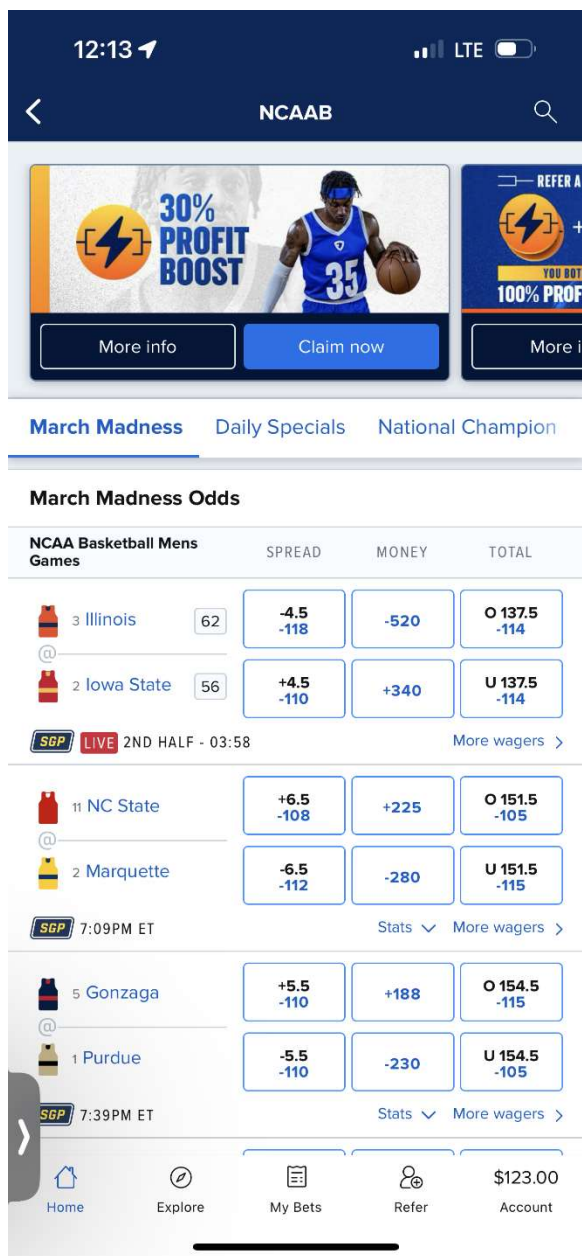 12:13
LTE
NCAAB
REFER A
30%
PROFIT
BOOST
35
+
YOU BOT
100% PROF
More info
Claim now
More i
March Madness
Daily Specials
National Champion
March Madness Odds
NCAA Basketball Mens
Games
SPREAD
MONEY
TOTAL
3 Illinois 62
-4.5
-118
-520
O 137.5
-114
@
2 Iowa State 56
+4.5
-110
+340
U 137.5
-114
SGP LIVE 2ND HALF - 03:58
More wagers
11 NC State
+6.5
-108
+225
O 151.5
-105
@
2 Marquette
-6.5
-112
-280
U 151.5
-115
SGP 7:09PM ET
Stats
More wagers
5 Gonzaga
+5.5
-110
+188
O 154.5
-115
@
1 Purdue
-5.5
-110
-230
U 154.5
-105
SGP 7:39PM ET
Stats
More wagers
Home
Explore
My Bets
Refer
$123.00
Account